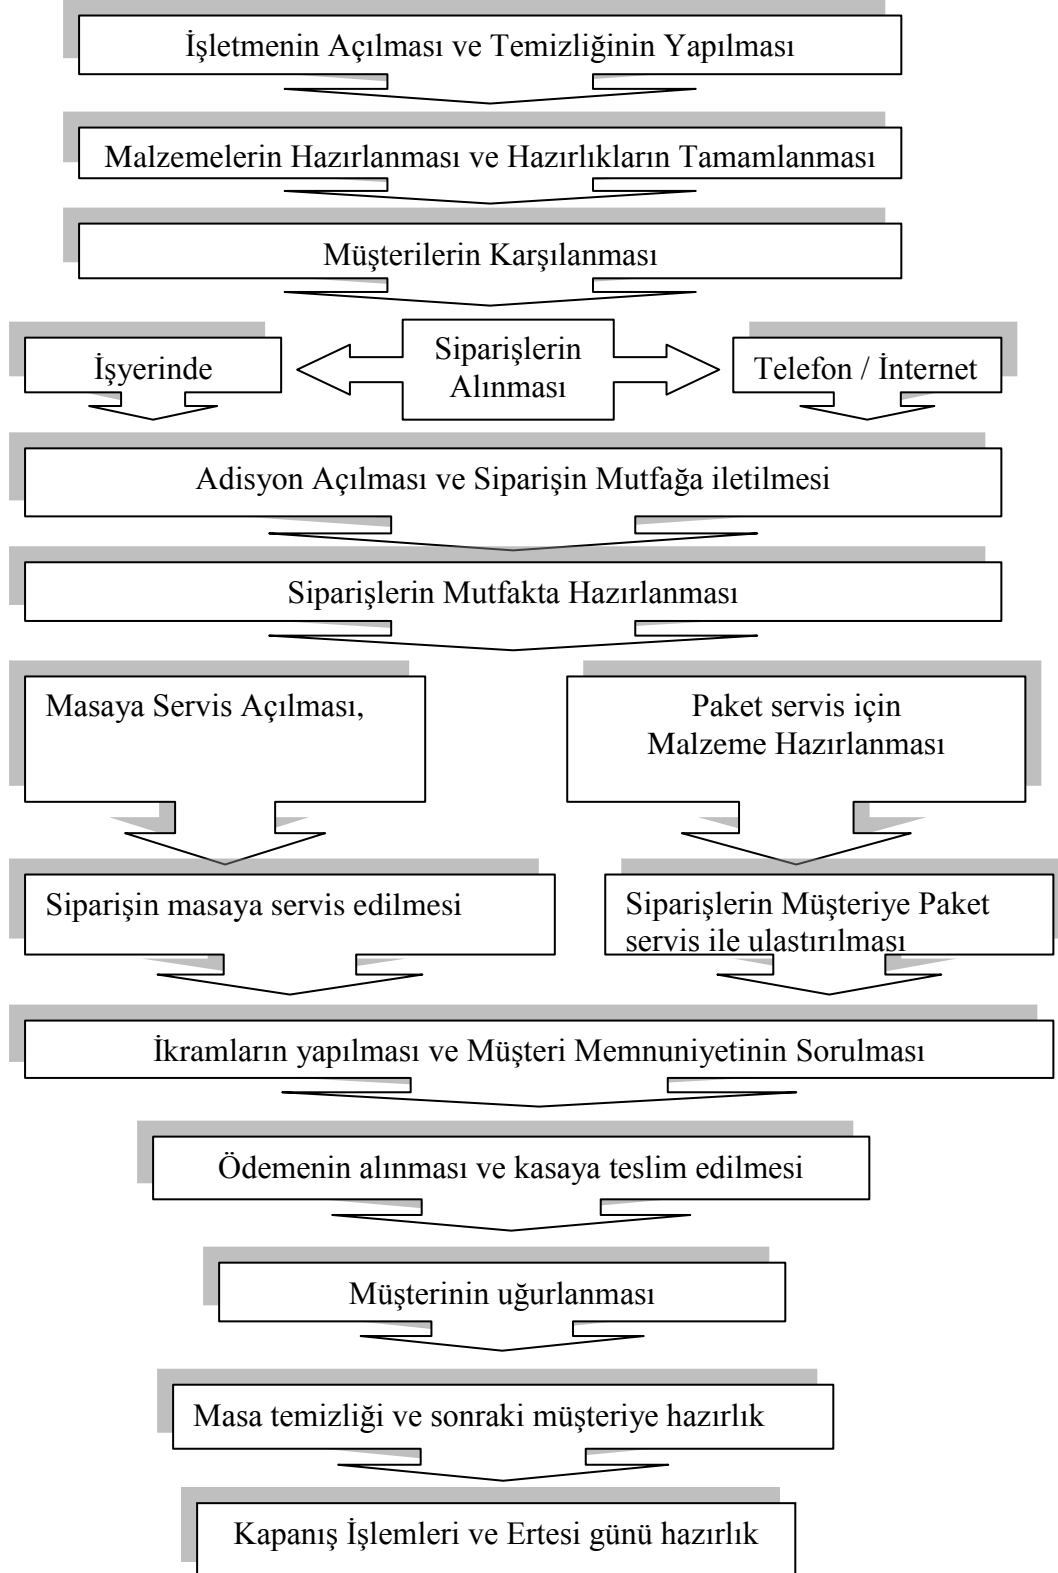 İşletmenin Açılması ve Temizliğinin Yapılması
Malzemelerin Hazırlanması ve Hazırlıkların Tamamlanması
Müşterilerin Karşılanması
Siparişlerin
Alınması
İşyerinde
Telefon / İnternet
Adisyon Açılması ve Siparişin Mutfağa iletilmesi
Siparişlerin Mutfakta Hazırlanması
Masaya Servis Açılması,
Paket servis için
Malzeme Hazırlanması
Siparişin masaya servis edilmesi
Siparişlerin Müşteriye Paket
servis ile ulaştırılması
İkramların yapılması ve Müşteri Memnuniyetinin Sorulması
Ödemenin alınması ve kasaya teslim edilmesi
Müşterinin uğurlanması
Masa temizliği ve sonraki müşteriye hazırlık
Kapanış İşlemleri ve Ertesi günü hazırlık